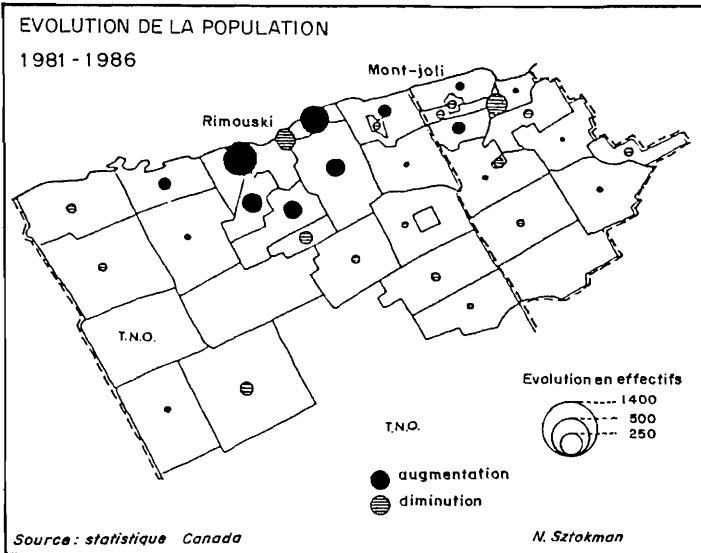 EVOLUTION DE LA POPULATION
1981-1986
Mont-joli
Rimouski
T.N.O.
Evolution en effectifs
1400
500
250
T.N.O.
augmentation
diminution
Source: statistique Canada
N. Sztokman